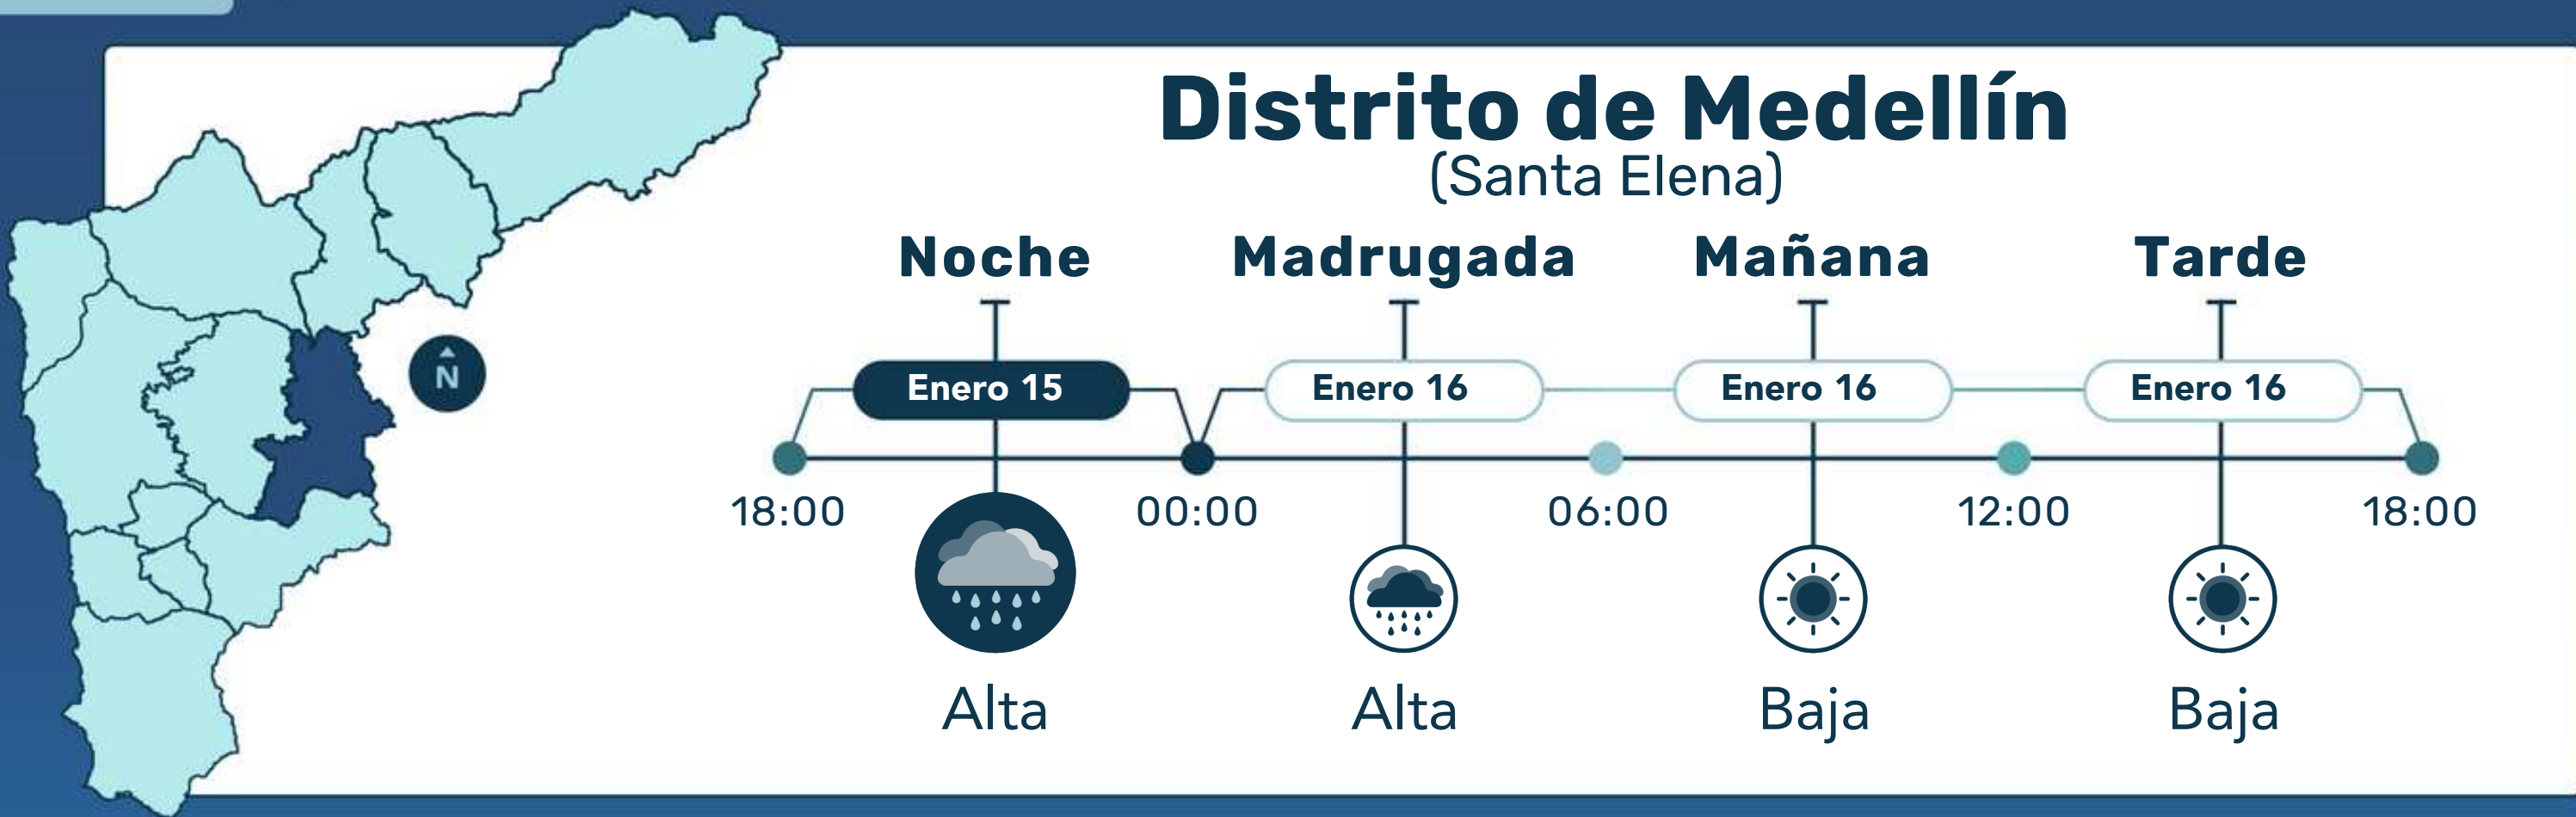 Distrito de Medellín
(Santa Elena)
Noche Madrugada Mañana Tarde
Enero 15 Enero 16 Enero 16 Enero 16
N
18:00 00:00 06:00 12:00 18:00
Alta Alta Baja Baja